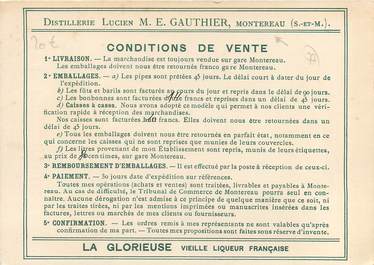 DISTILLERIE LUCIEN M. E. GAUTHIER, MONTEREAU (S.-ET-M.)
CONDITIONS DE VENTE
1° LIVRAISON. — La marchandise est toujours vendue sur gare Montereau.
Les emballages doivent nous être retournés franco gare Montereau.
2° EMBALLAGES. — a) Les pipes sont prêtées 45 jours. Le délai court à dater du jour de
l'expédition.
b) Les fûts et barils sont facturés au cours du jour et repris dans le délai de 90 jours.
c) Les bonbonnes sont facturées francs et reprises dans un délai de 45 jours.
d) Caisses à casse. Nous avons adopté ce modèle qui permet à nos clients une véri-
fication rapide à réception des marchandises.
Nos caisses sont facturées francs. Elles doivent nous être retournées dans un
délai de 45 jours.
e) Tous les emballages doivent nous être retournés en parfait état, notamment en ce
qui concerne les caisses qui ne sont reprises que munies de leurs couvercles.
f) Les litres provenant de mon Etablissement sont repris, munis de leurs étiquettes,
au prix de centimes, sur gare Montereau.
3° REMBOURSEMENT D'EMBALLAGES. — Il est effectué par la poste à réception de ceux-ci.
4° PAIEMENT. — 30 jours date d'expédition sur références.
Toutes mes opérations (achats et ventes) sont traitées, livrables et payables à Monte-
reau. Au cas de difficulté, le Tribunal de Commerce de Montereau pourra seul en con-
naître. Aucune dérogation n'est admise à ce principe de quelque manière que ce soit, ni
par les traites tirées, ni par les mentions imprimées ou manuscrites insérées dans les
factures, lettres ou marchés de mes clients ou fournisseurs.
5° CONFIRMATION. — Les ordres remis à mes représentants ne sont valables qu'après
confirmation de ma part. — Toutes mes propositions sont faites sous réserve d'invente.
LA GLORIEUSE VIEILLE LIQUEUR FRANÇAISE